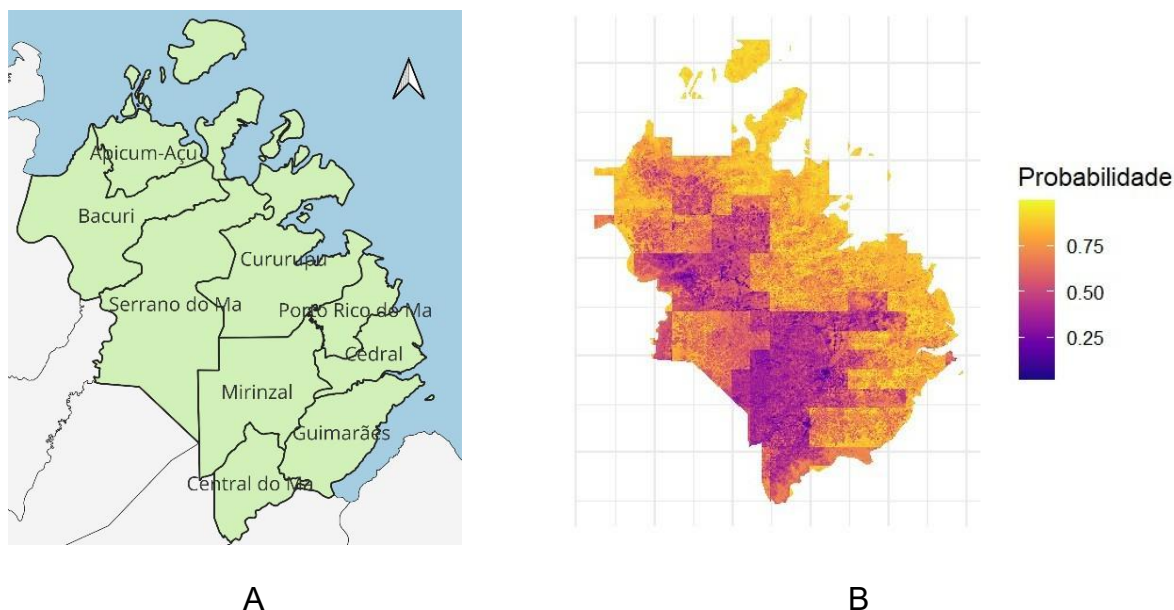 Apicum-Açu
Bacuri
Cururupu
Serrano do Ma
Porto Rico do Ma
Cedral
Mirinzal
Guimarães
Central do Ma
A
Probabilidade
0.75
0.50
0.25
B